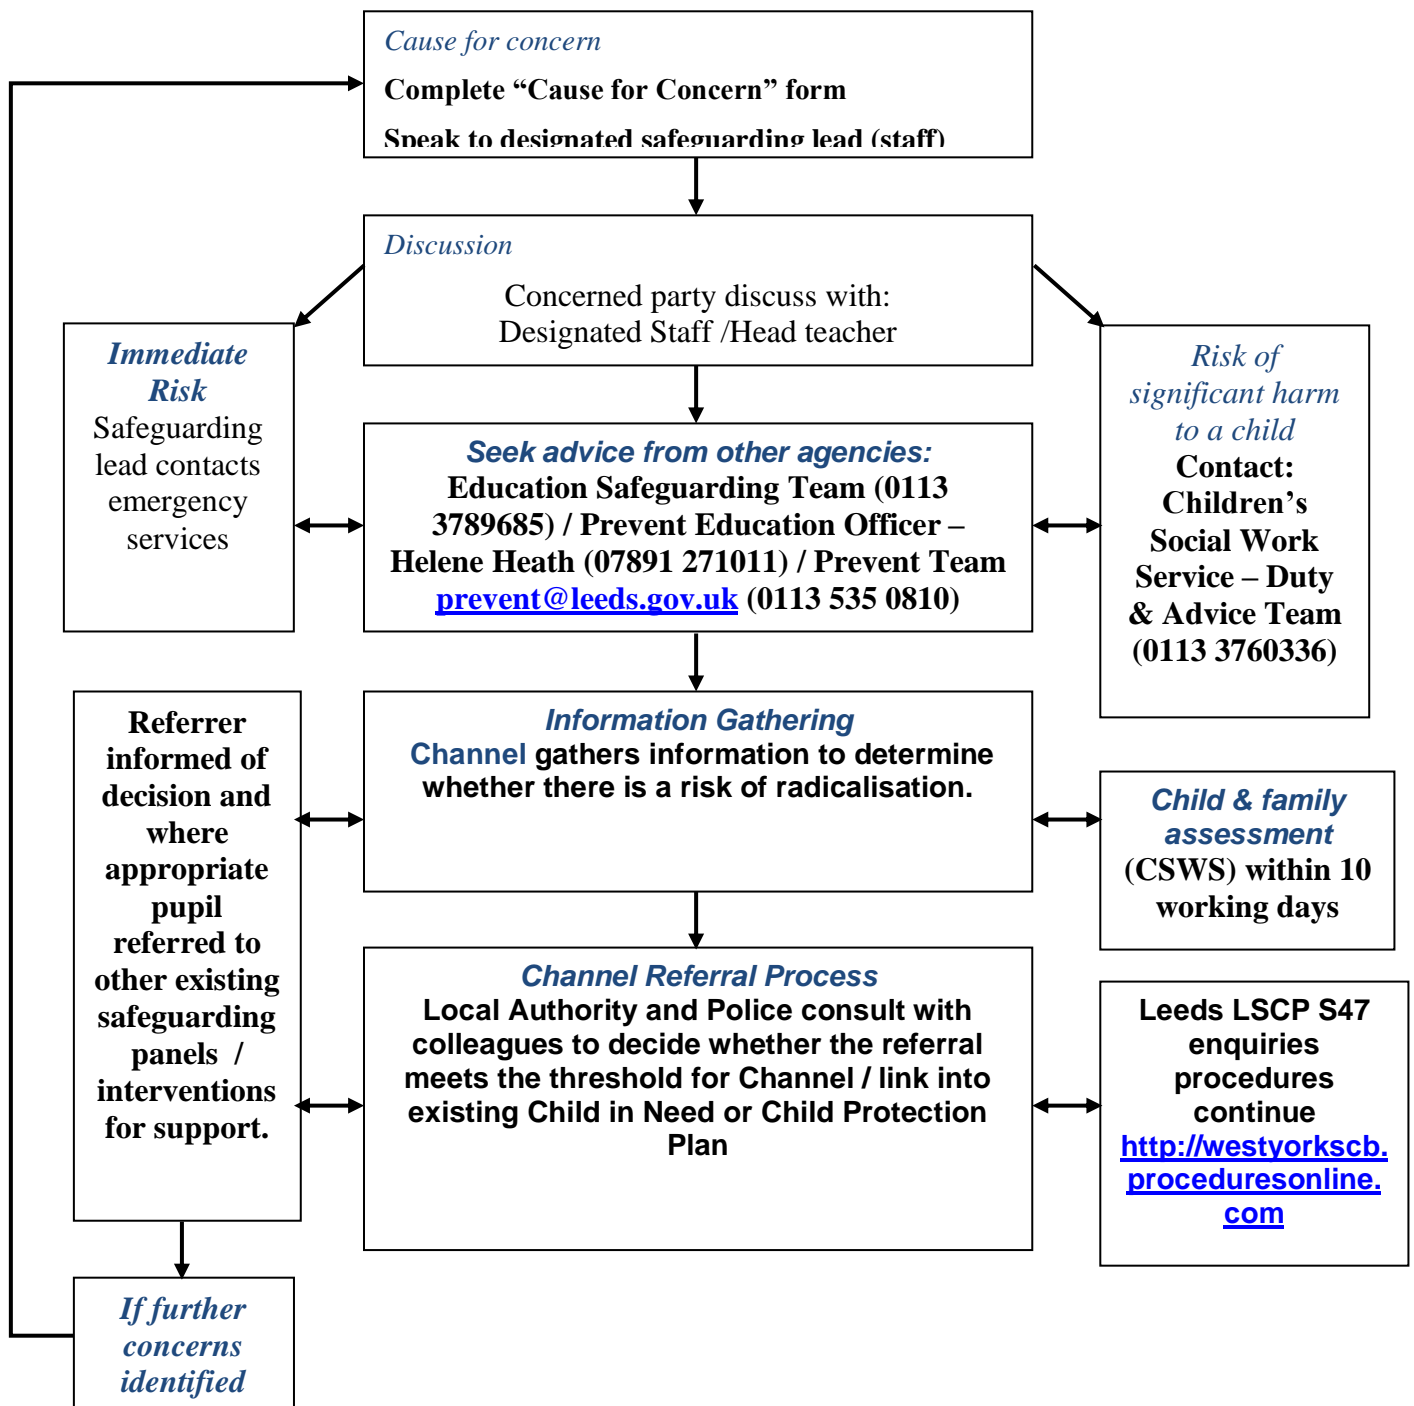 Cause for concern
Complete “Cause for Concern” form
Speak to designated safeguarding lead (staff)
Discussion
Concerned party discuss with:
Designated Staff /Head teacher
Immediate
Risk
Safeguarding
lead contacts
emergency
services
Seek advice from other agencies:
Education Safeguarding Team (0113
3789685) / Prevent Education Officer –
Helene Heath (07891 271011) / Prevent Team
prevent@leeds.gov.uk (0113 535 0810)
Risk of
significant harm
to a child
Contact:
Children’s
Social Work
Service – Duty
& Advice Team
(0113 3760336)
Referrer
informed of
decision and
where
appropriate
pupil
referred to
other existing
safeguarding
panels /
interventions
for support.
Information Gathering
Channel gathers information to determine
whether there is a risk of radicalisation.
Child & family
assessment
(CSWS) within 10
working days
Channel Referral Process
Local Authority and Police consult with
colleagues to decide whether the referral
meets the threshold for Channel / link into
existing Child in Need or Child Protection
Plan
Leeds LSCP S47
enquiries
procedures
continue
http://westyorkscb.
proceduresonline.
com
If further
concerns
identified